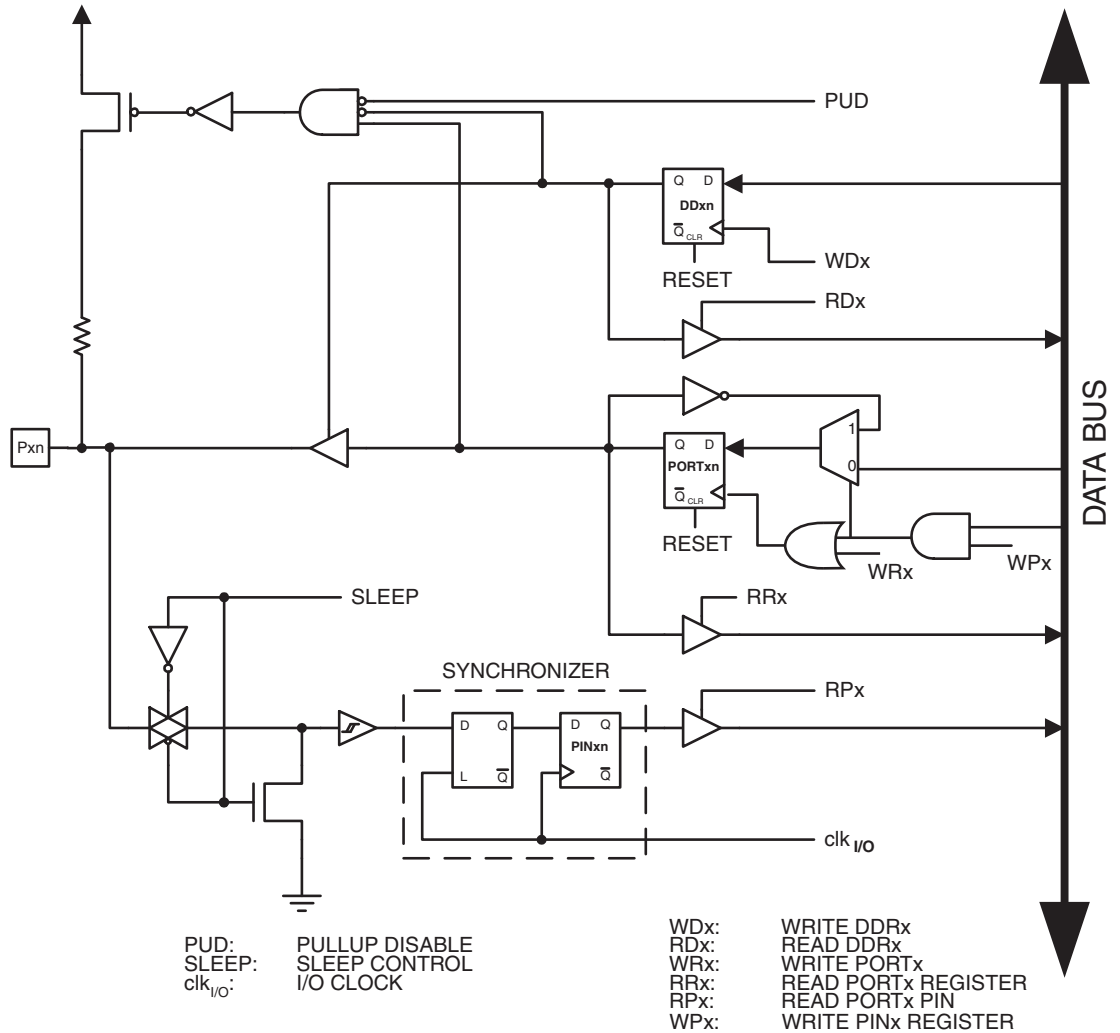 PUD
Q D
DDxn
Q CLR
WDx
RESET
RDx
DATA BUS
1
Pxn
Q D
0
PORTxn
Q CLR
RESET
WRx
WPx
SLEEP
RRx
SYNCHRONIZER
RPx
D Q
D Q
PINxn
L Q
Q
clk I/O
PUD: PULLUP DISABLE
SLEEP: SLEEP CONTROL
clkI/O: I/O CLOCK
WDx: WRITE DDRx
RDx: READ DDRx
WRx: WRITE PORTx
RRx: READ PORTx REGISTER
RPx: READ PORTx PIN
WPx: WRITE PINx REGISTER